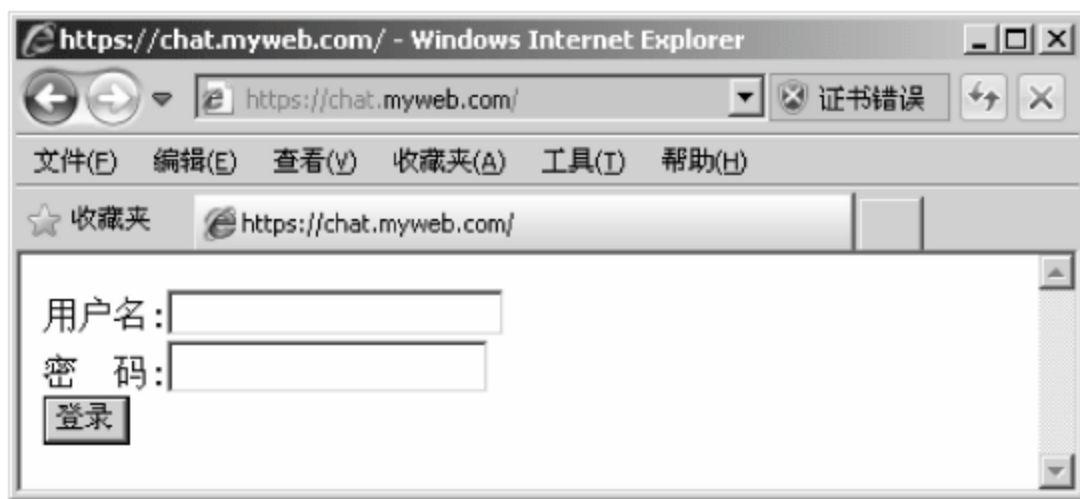 https://chat.myweb.com/ - Windows Internet Explorer
https://chat.myweb.com/ 证书错误
文件(F) 编辑(E) 查看(V) 收藏夹(A) 工具(T) 帮助(H)
收藏夹 https://chat.myweb.com/
用户名:
密 码:
登录